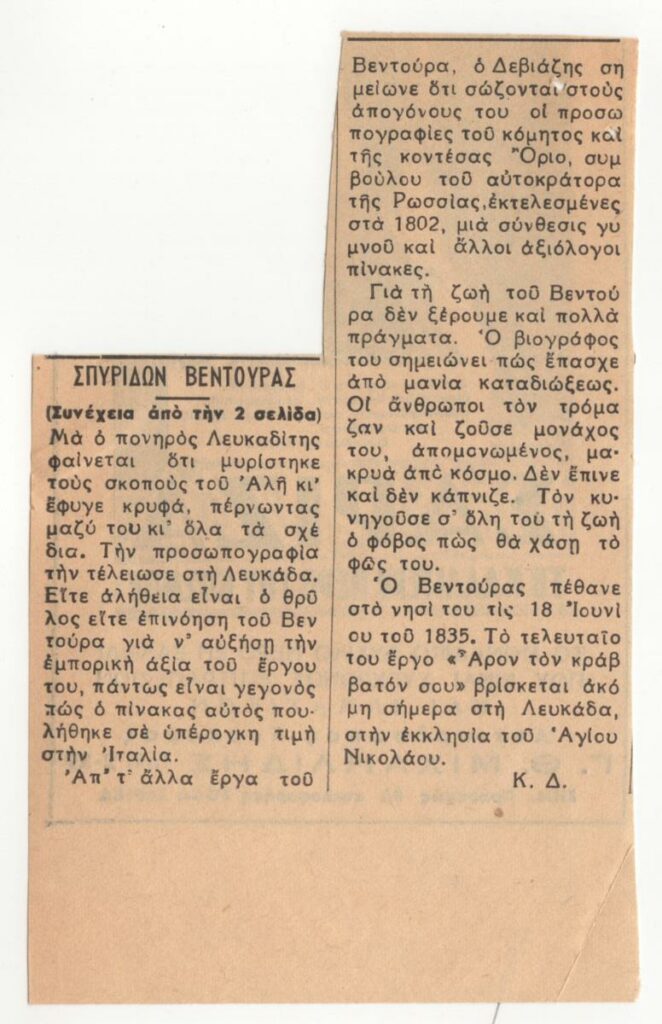 ΣΠΥΡΙΔΩΝ ΒΕΝΤΟΥΡΑΣ
(Συνέχεια ἀπὸ τὴν 2 σελίδα)
Μὰ ὁ πονηρὸς Λευκαδίτης
φαίνεται ὅτι μυρίστηκε
τοὺς σκοποὺς τοῦ Ἀλῆ κι'
ἔφυγε κρυφά, πέρνωντας
μαζύ του κι' ὅλα τὰ σχέ
δια. Τὴν προσωπογραφία
τὴν τέλειωσε στὴ Λευκάδα.
Εἴτε ἀλήθεια εἶναι ὁ θρῦ
λος εἴτε ἐπινόηση τοῦ Βεν
τούρα γιὰ ν' αὐξήσῃ τὴν
ἐμπορικὴ ἀξία τοῦ ἔργου
του, πάντως εἶναι γεγονὸς
πὼς ὁ πίνακας αὐτὸς που-
λήθηκε σὲ ὑπέρογκη τιμὴ
στὴν Ἰταλία.
Ἀπ' τ' ἄλλα ἔργα τοῦ
Βεντούρα, ὁ Δεβιάζης ση
μείωνε ὅτι σώζονται στοὺς
ἀπογόνους του οἱ προσω
πογραφίες τοῦ κόμητος καὶ
τῆς κοντέσας Ὄριο, συμ
βούλου τοῦ αὐτοκράτορα
τῆς Ρωσσίας, ἐκτελεσμένες
στὰ 1802, μιὰ σύνθεσις γυ
μνοῦ καὶ ἄλλοι ἀξιόλογοι
πίνακες.
Γιὰ τὴ ζωὴ τοῦ Βεντού
ρα δὲν ξέρουμε καὶ πολλὰ
πράγματα. Ὁ βιογράφος
του σημειώνει πὼς ἔπασχε
ἀπὸ μανία καταδιώξεως.
Οἱ ἄνθρωποι τὸν τρόμα
ζαν καὶ ζοῦσε μονάχος
του, ἀπομονωμένος, μα-
κρυὰ ἀπὸ κόσμο. Δὲν ἔπινε
καὶ δὲν κάπνιζε. Τὸν κυ-
νηγοῦσε σ' ὅλη του τὴ ζωὴ
ὁ φόβος πὼς θὰ χάσῃ τὸ
φῶς του.
Ὁ Βεντούρας πέθανε
στὸ νησί του τὶς 18 Ἰουνί
ου τοῦ 1835. Τὸ τελευταῖο
του ἔργο «Ἆρον τὸν κράβ
βατόν σου» βρίσκεται ἀκό
μη σήμερα στὴ Λευκάδα,
στὴν ἐκκλησία τοῦ Ἁγίου
Νικολάου.
Κ. Δ.